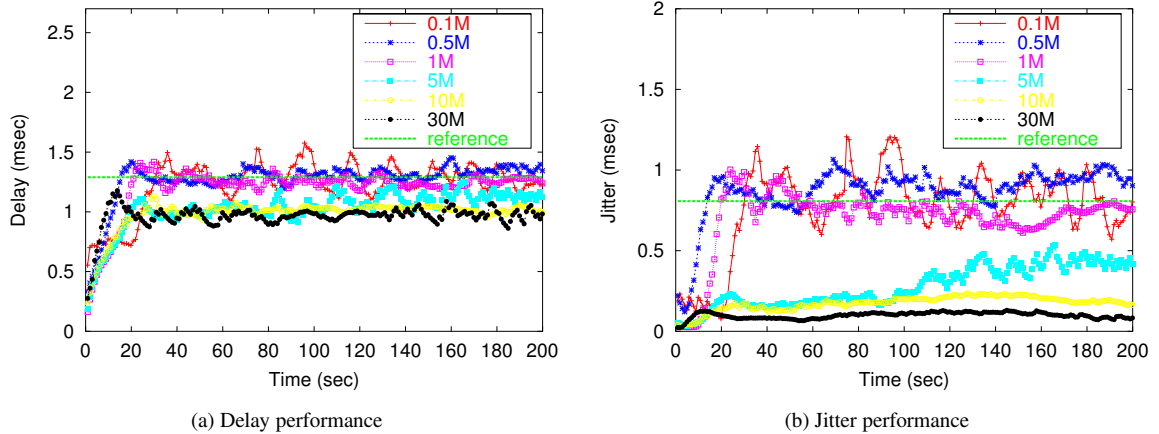 2.5
2
1.5
1
0.5
0
Delay (msec)
0.1M
0.5M
1M
5M
10M
30M
reference
0 20 40 60 80 100 120 140 160 180 200
Time (sec)
(a) Delay performance
2
1.5
1
0.5
0
Jitter (msec)
0.1M
0.5M
1M
5M
10M
30M
reference
0 20 40 60 80 100 120 140 160 180 200
Time (sec)
(b) Jitter performance